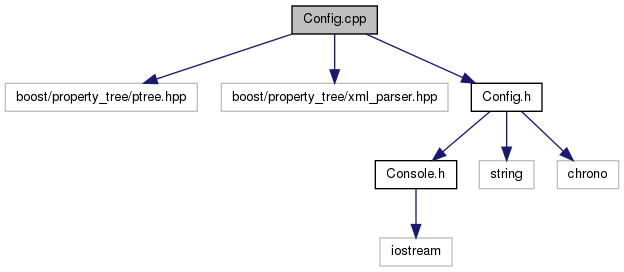 Config.cpp
boost/property_tree/ptree.hpp
boost/property_tree/xml_parser.hpp
Config.h
Console.h
string
chrono
iostream